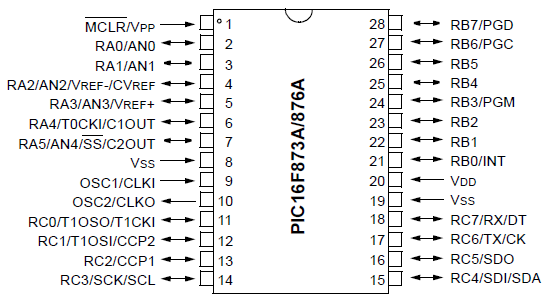 MCLR/VPP 1 28 RB7/PGD
RA0/AN0 2 27 RB6/PGC
RA1/AN1 3 26 RB5
RA2/AN2/VREF-/CVREF 4 25 RB4
RA3/AN3/VREF+ 5 24 RB3/PGM
RA4/T0CKI/C1OUT 6 23 RB2
RA5/AN4/SS/C2OUT 7 22 RB1
VSS 8 21 RB0/INT
OSC1/CLKI 9 20 VDD
OSC2/CLKO 10 19 VSS
RC0/T1OSO/T1CKI 11 18 RC7/RX/DT
RC1/T1OSI/CCP2 12 17 RC6/TX/CK
RC2/CCP1 13 16 RC5/SDO
RC3/SCK/SCL 14 15 RC4/SDI/SDA
PIC16F873A/876A